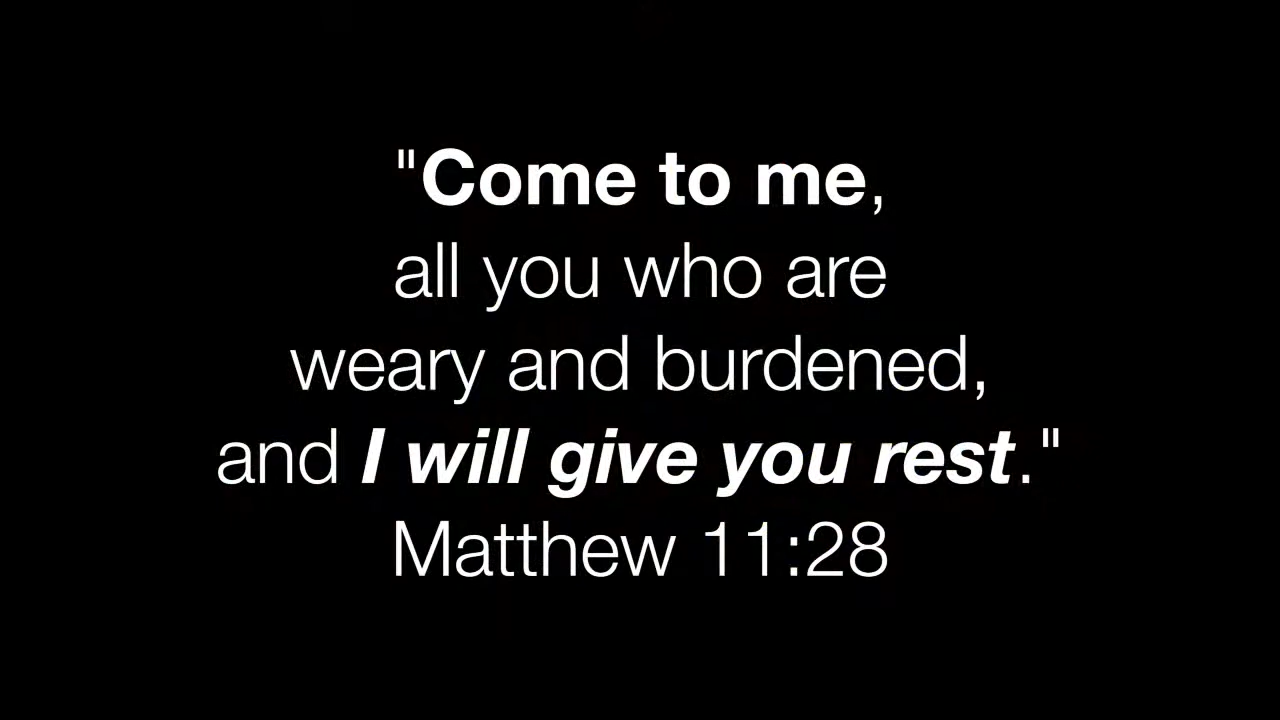 "Come to me,
all you who are
weary and burdened,
and I will give you rest."
Matthew 11:28